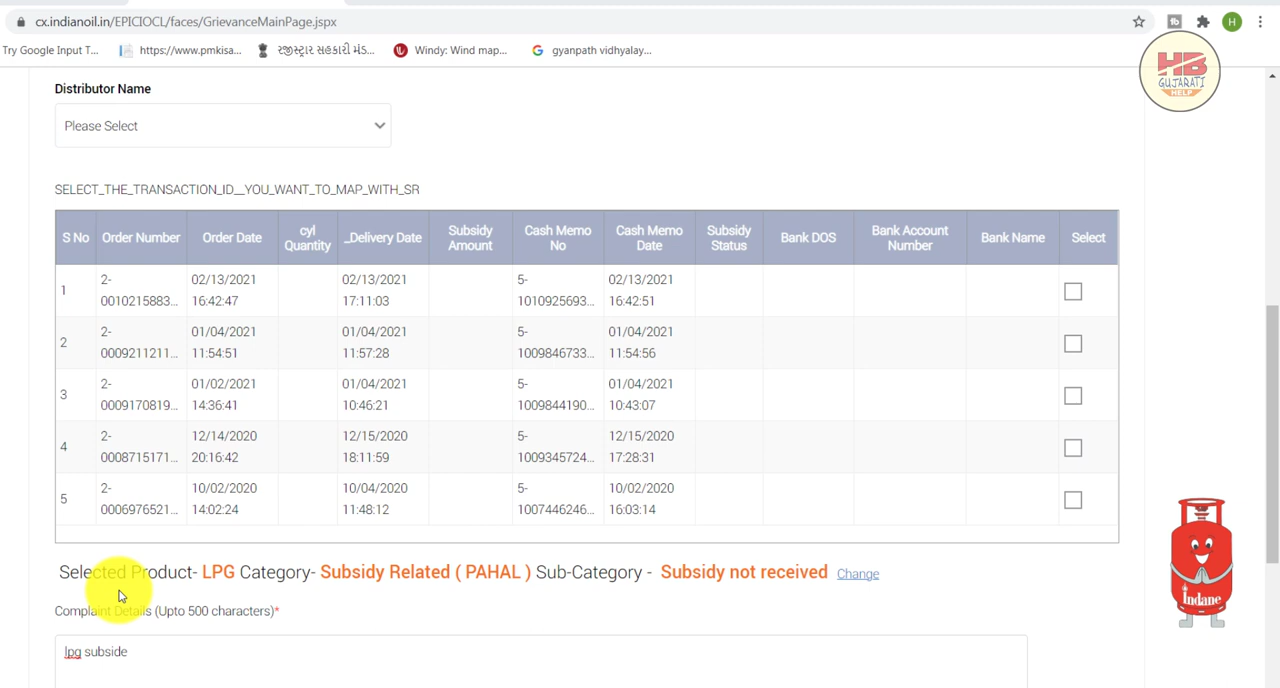 cx.indianoil.in/EPICIOCL/faces/GrievanceMainPage.jspx
H
Try Google Input T... https://www.pmkisa... રજીસ્ટ્રાર સહકારી મંડ... Windy: Wind map... gyanpath vidhyalay...
HB
GUJARATI
HELP
Distributor Name
Please Select
SELECT_THE_TRANSACTION_ID__YOU_WANT_TO_MAP_WITH_SR
S No Order Number Order Date cyl Quantity _Delivery Date Subsidy Amount Cash Memo No Cash Memo Date Subsidy Status Bank DOS Bank Account Number Bank Name Select
1 2-0010215883... 02/13/2021 16:42:47 02/13/2021 17:11:03 5-1010925693... 02/13/2021 16:42:51
2 2-0009211211... 01/04/2021 11:54:51 01/04/2021 11:57:28 5-1009846733... 01/04/2021 11:54:56
3 2-0009170819... 01/02/2021 14:36:41 01/04/2021 10:46:21 5-1009844190... 01/04/2021 10:43:07
4 2-0008715171... 12/14/2020 20:16:42 12/15/2020 18:11:59 5-1009345724... 12/15/2020 17:28:31
5 2-0006976521... 10/02/2020 14:02:24 10/04/2020 11:48:12 5-1007446246... 10/02/2020 16:03:14
Selected Product- LPG Category- Subsidy Related ( PAHAL ) Sub-Category - Subsidy not received Change
Complaint Details (Upto 500 characters)*
lpg subside
Indane